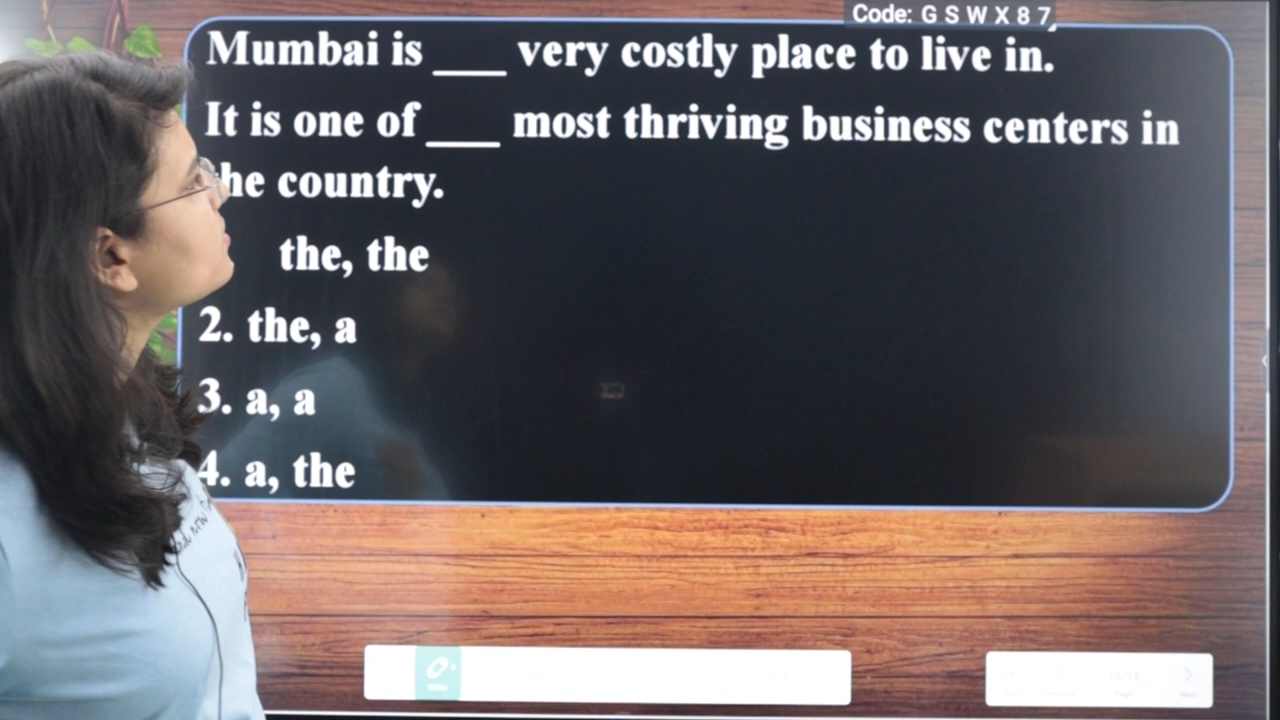 Code: G S W X 8 7
Mumbai is ___ very costly place to live in.
It is one of ___ most thriving business centers in
the country.
the, the
2. the, a
3. a, a
4. a, the